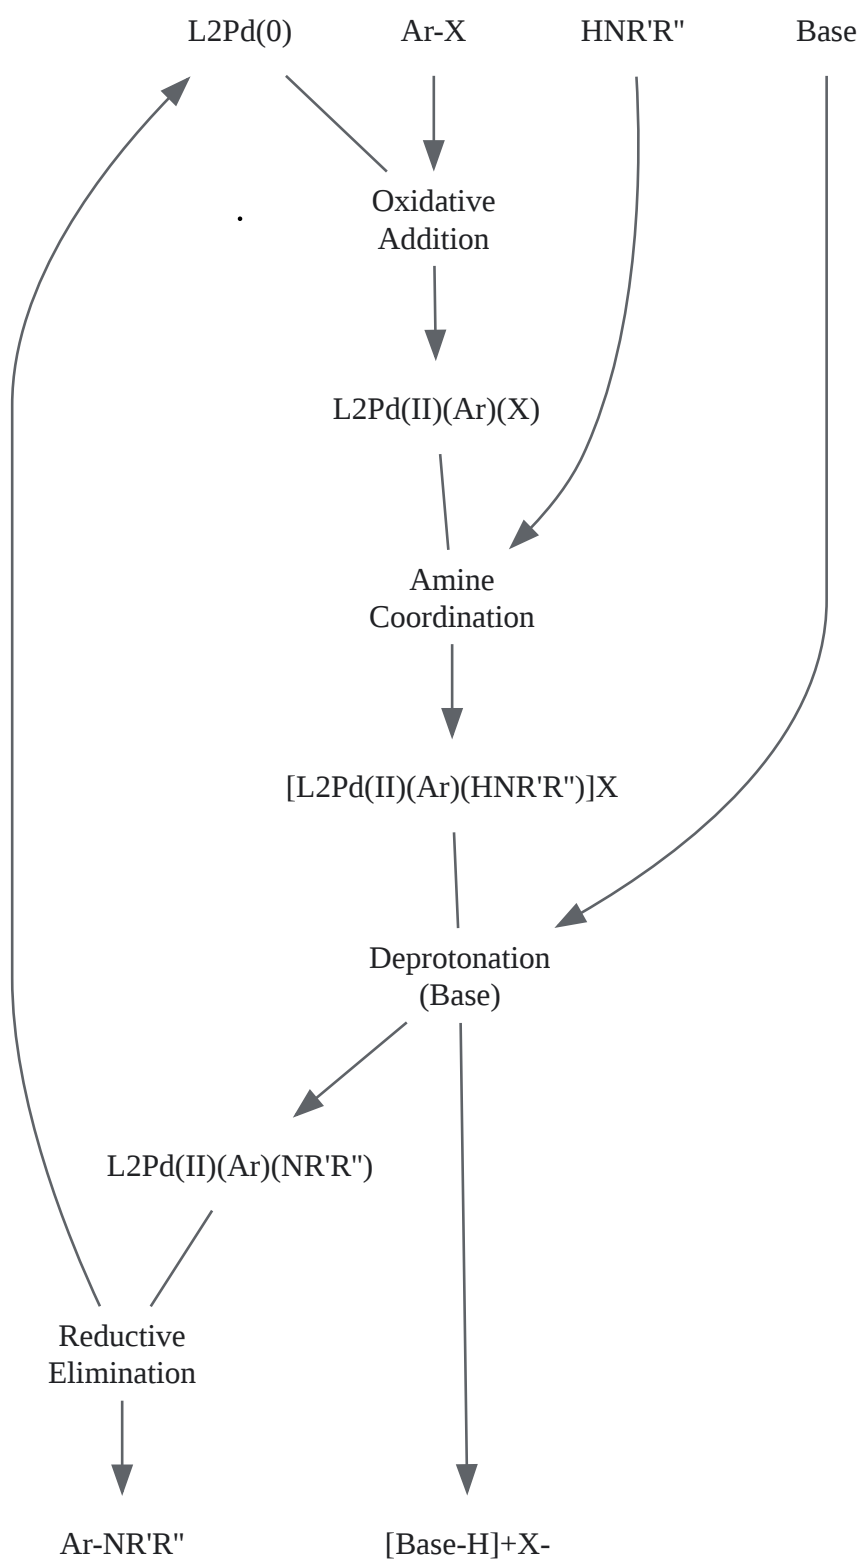 L2Pd(0)
Ar-X
HNR'R"
Base
Oxidative
Addition
L2Pd(II)(Ar)(X)
Amine
Coordination
[L2Pd(II)(Ar)(HNR'R")]X
Deprotonation
(Base)
L2Pd(II)(Ar)(NR'R")
Reductive
Elimination
Ar-NR'R"
[Base-H]+X-